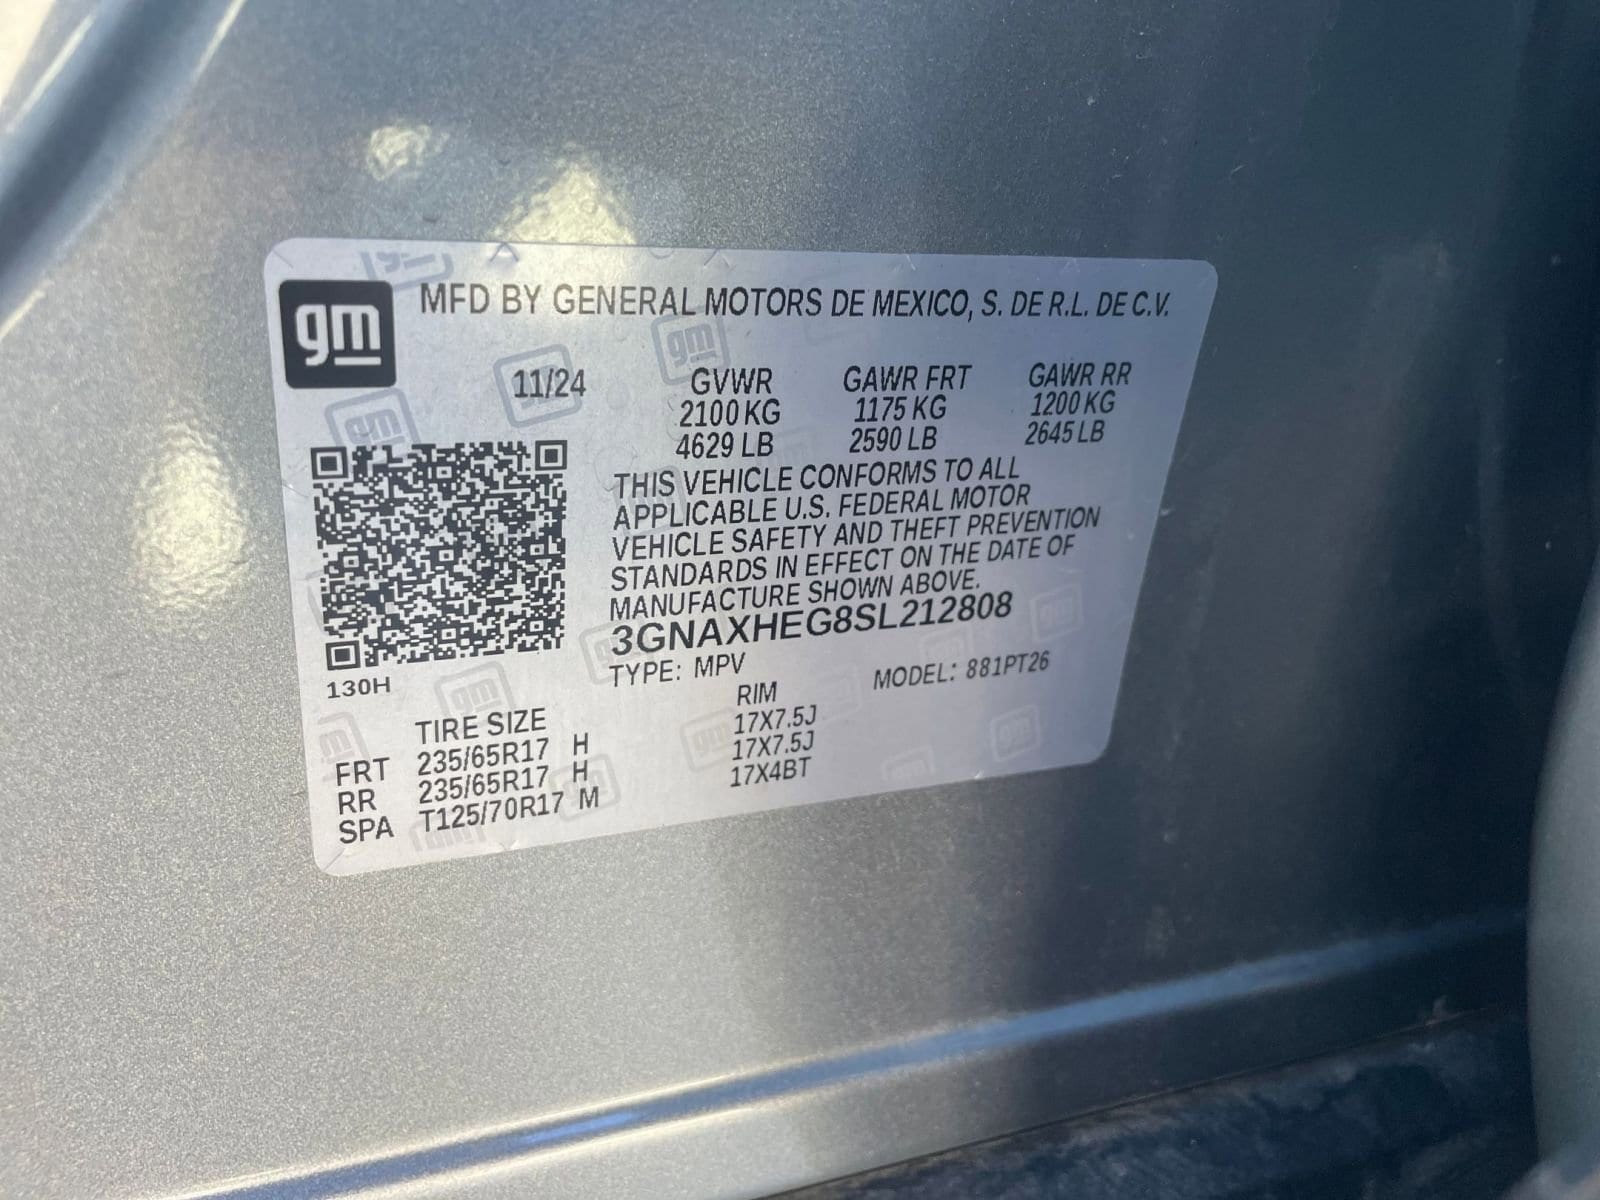 gm
MFD BY GENERAL MOTORS DE MEXICO, S. DE R.L. DE C.V.
11/24 GVWR GAWR FRT GAWR RR
2100 KG 1175 KG 1200 KG
4629 LB 2590 LB 2645 LB
THIS VEHICLE CONFORMS TO ALL
APPLICABLE U.S. FEDERAL MOTOR
VEHICLE SAFETY AND THEFT PREVENTION
STANDARDS IN EFFECT ON THE DATE OF
MANUFACTURE SHOWN ABOVE.
3GNAXHEG8SL212808
TYPE: MPV MODEL: 881PT26
130H
TIRE SIZE RIM
FRT 235/65R17 H 17X7.5J
RR 235/65R17 H 17X7.5J
SPA T125/70R17 M 17X4BT